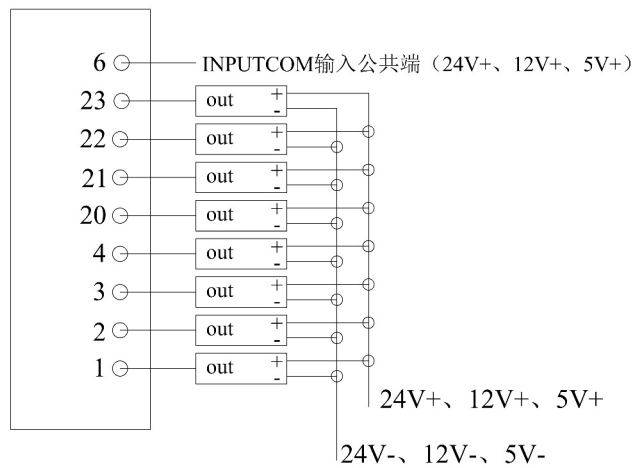 6 INPUTCOM输入公共端（24V+、12V+、5V+）
23 out + -
22 out + -
21 out + -
20 out + -
4 out + -
3 out + -
2 out + -
1 out + -
24V+、12V+、5V+
24V-、12V-、5V-